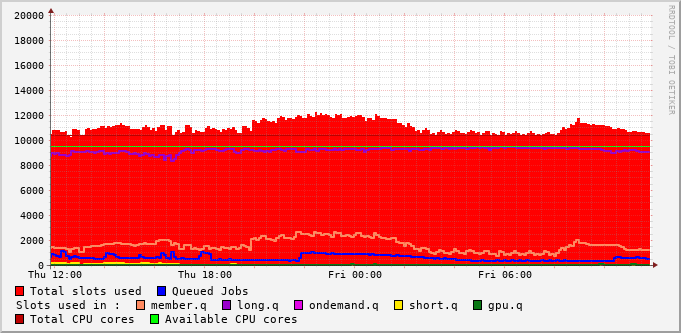 20000
18000
16000
14000
12000
10000
8000
6000
4000
2000
0
Thu 12:00 Thu 18:00 Fri 00:00 Fri 06:00
Total slots used Queued Jobs
Slots used in : member.q long.q ondemand.q short.q gpu.q
Total CPU cores Available CPU cores
RRDTOOL / TOBI OETIKER